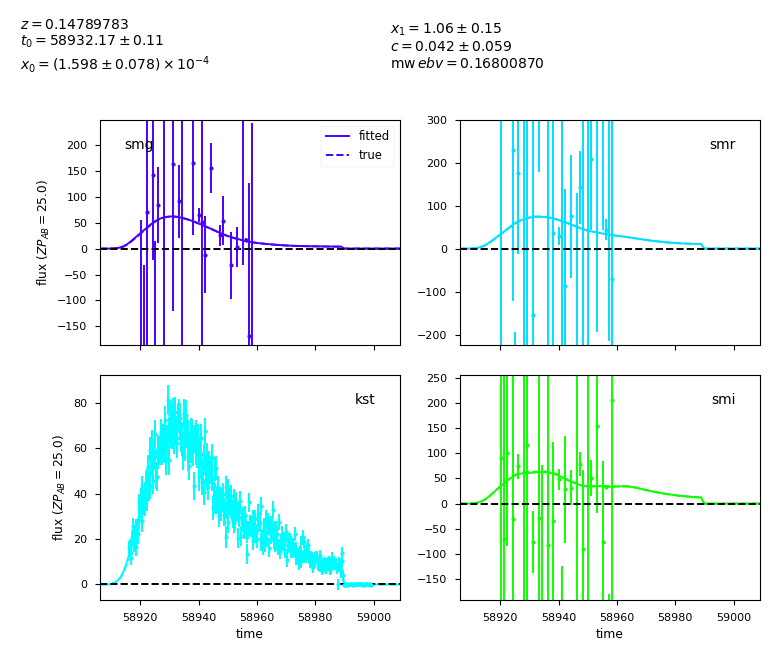 z = 0.14789783
t₀ = 58932.17 ± 0.11
x₀ = (1.598 ± 0.078) × 10⁻⁴
x₁ = 1.06 ± 0.15
c = 0.042 ± 0.059
mw ebv = 0.16800870
smg
fitted
true
200
150
100
50
0
−50
−100
−150
flux (ZP_AB = 25.0)
smr
300
200
100
0
−100
−200
kst
80
60
40
20
0
flux (ZP_AB = 25.0)
58920 58940 58960 58980 59000
time
smi
250
200
150
100
50
0
−50
−100
−150
58920 58940 58960 58980 59000
time